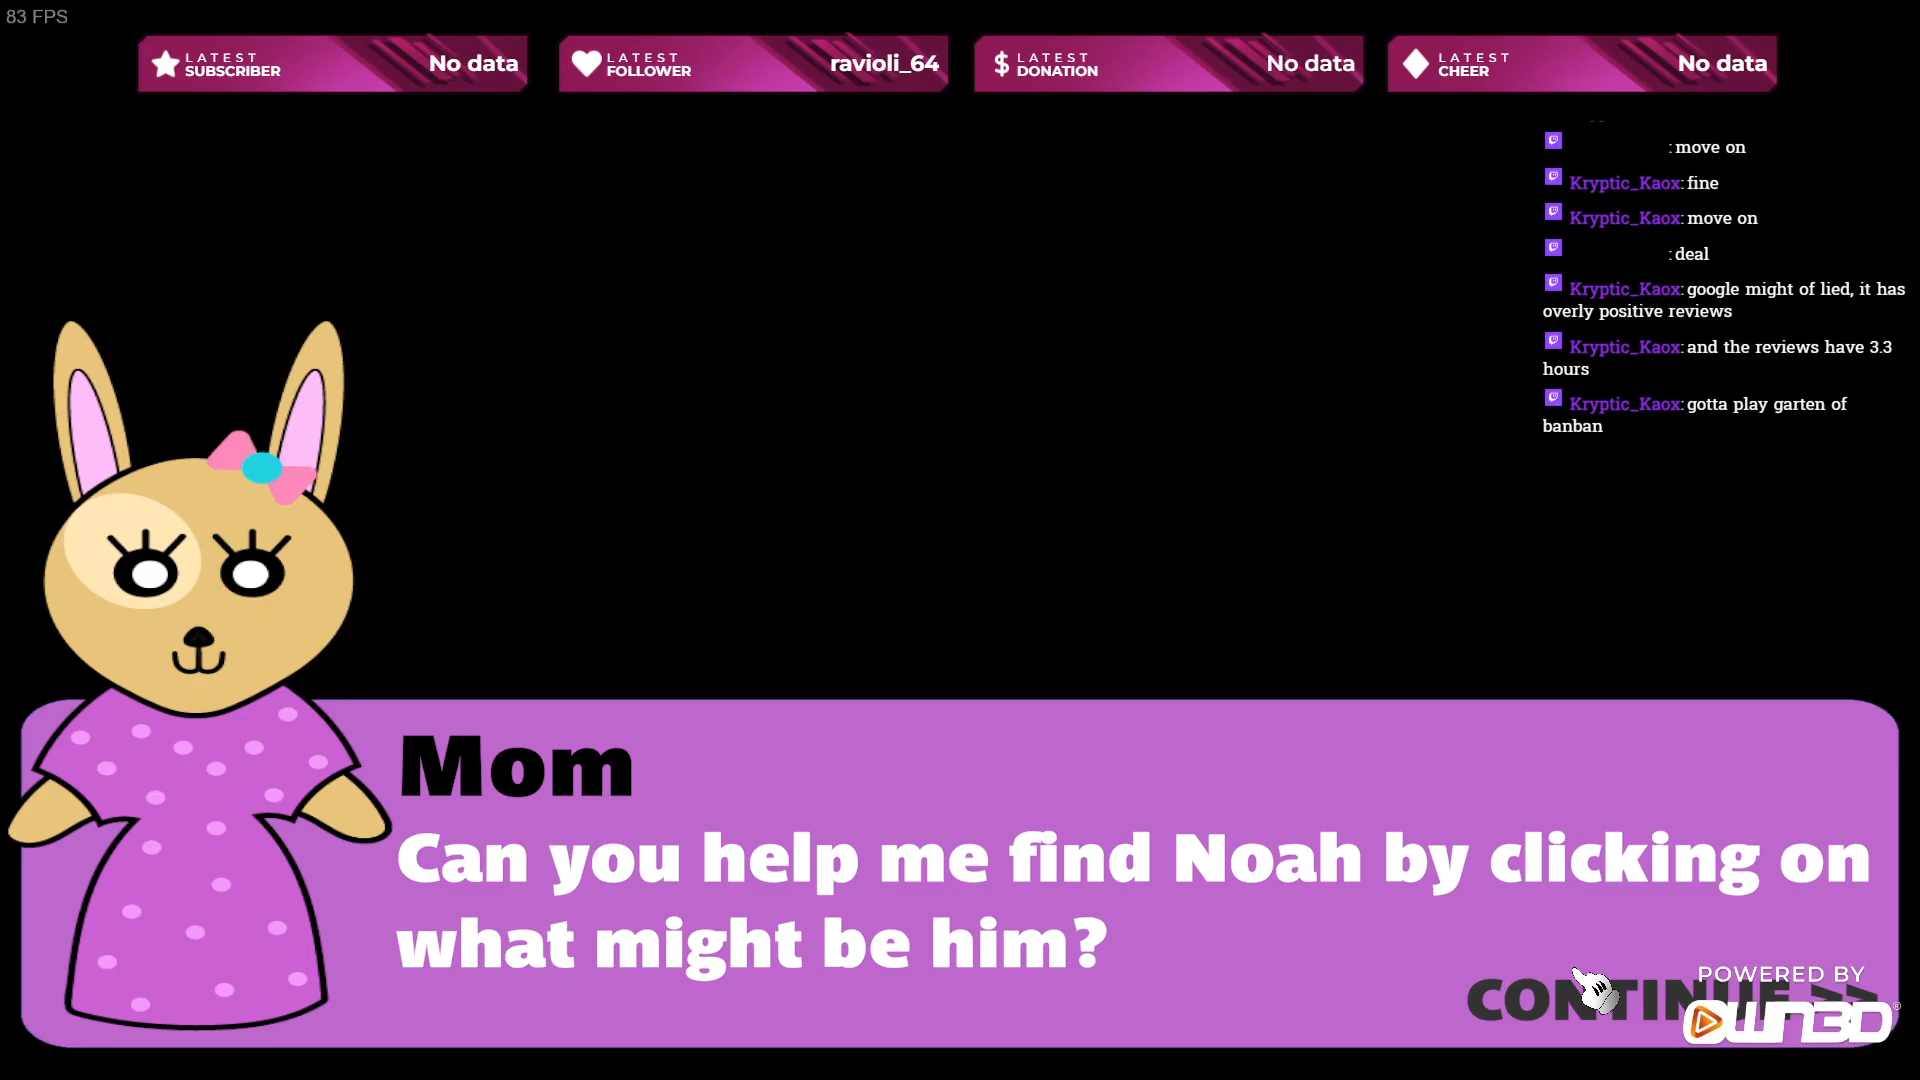 83 FPS
LATEST
SUBSCRIBER
No data
LATEST
FOLLOWER
ravioli_64
LATEST
DONATION
No data
LATEST
CHEER
No data
: move on
Kryptic_Kaox: fine
Kryptic_Kaox: move on
: deal
Kryptic_Kaox: google might of lied, it has
overly positive reviews
Kryptic_Kaox: and the reviews have 3.3
hours
Kryptic_Kaox: gotta play garten of
banban
Mom
Can you help me find Noah by clicking on
what might be him?
CONTINUE >>
POWERED BY
OWN3D®